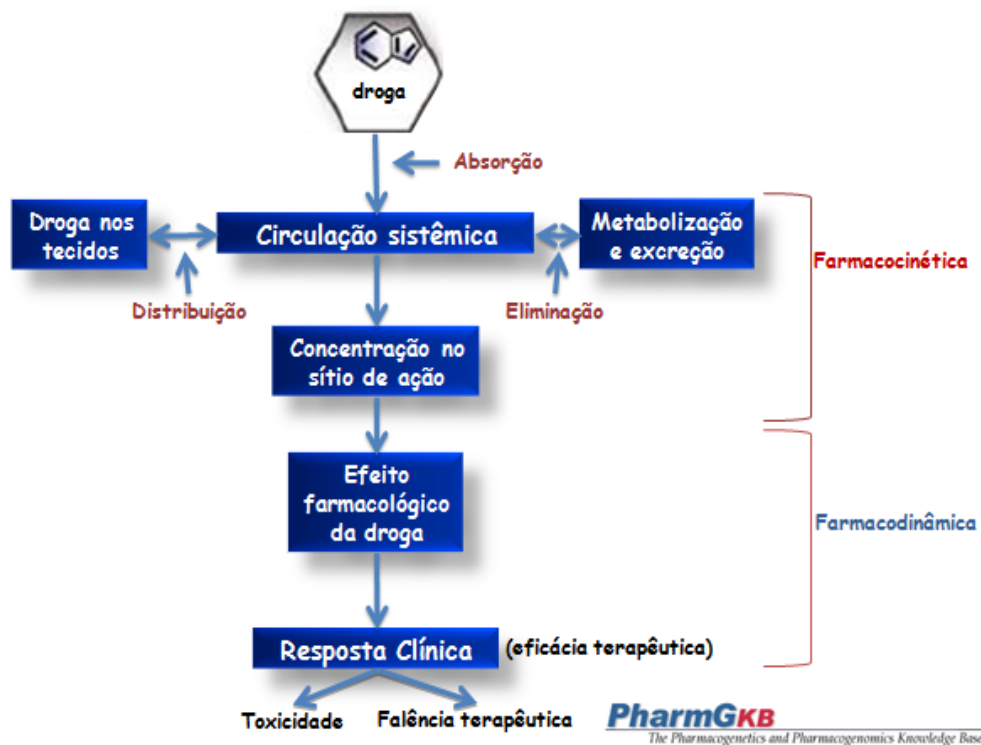 droga
Absorção
Droga nos
tecidos
Circulação sistêmica
Metabolização
e excreção
Farmacocinética
Distribuição
Eliminação
Concentração no
sítio de ação
Efeito
farmacológico
da droga
Farmacodinâmica
Resposta Clínica
(eficácia terapêutica)
Toxicidade
Falência terapêutica
PharmGKB
The Pharmacogenetics and Pharmacogenomics Knowledge Base